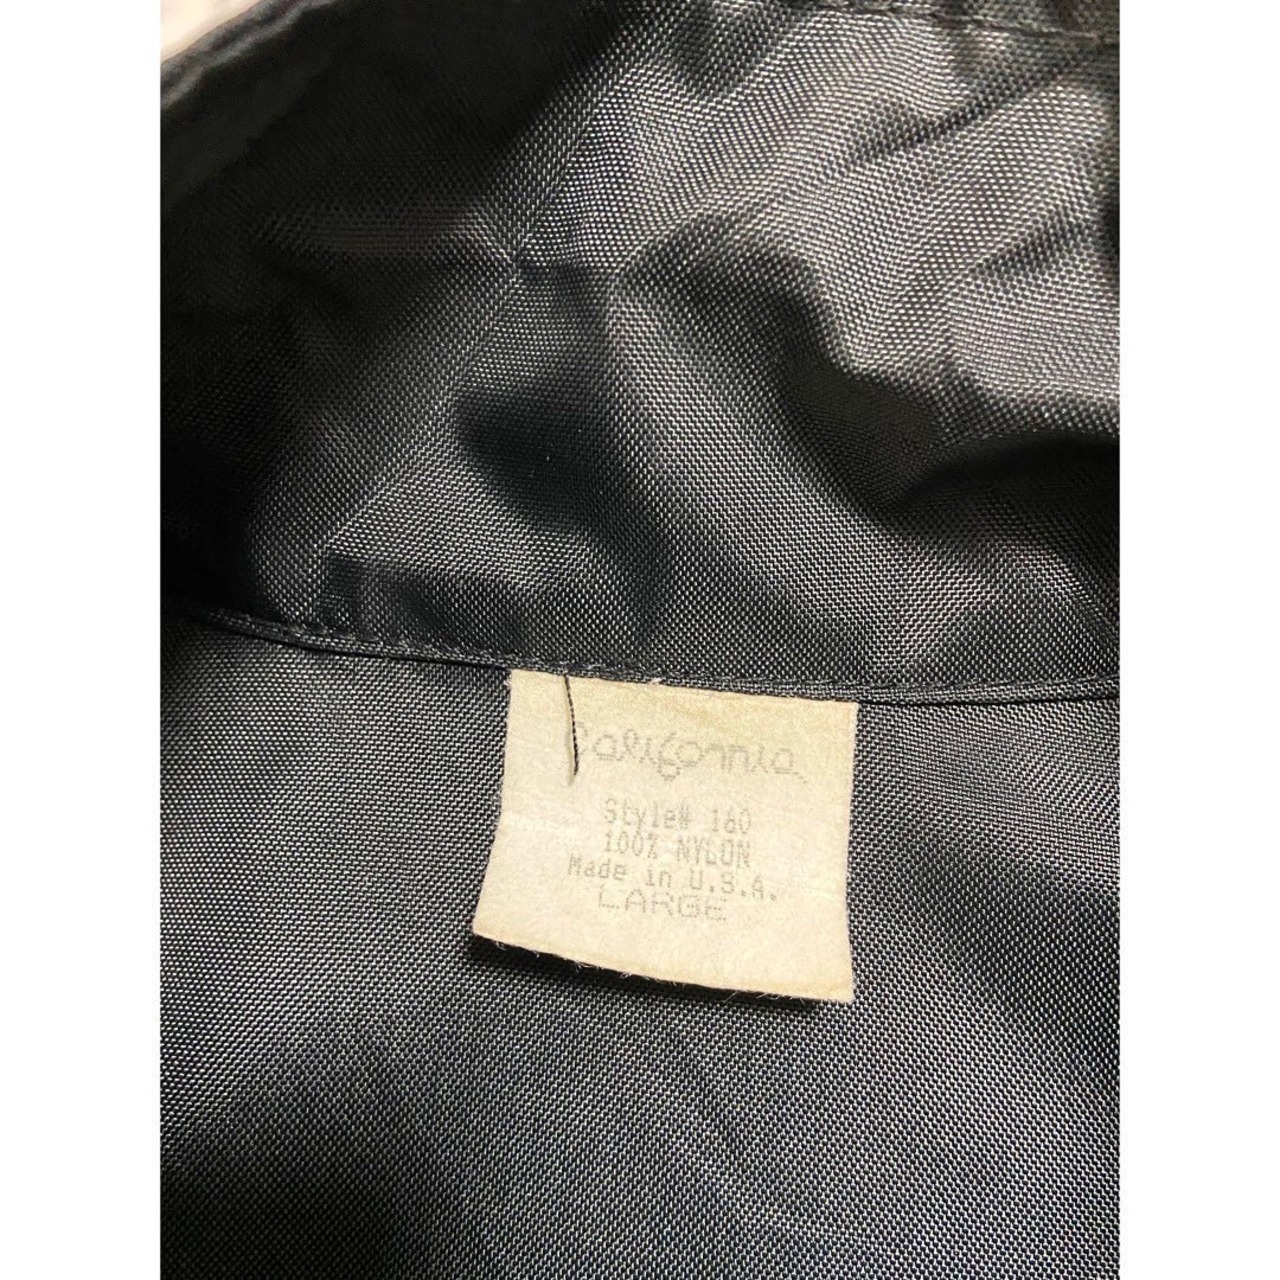 California
Style# 160
100% NYLON
Made in U.S.A.
LARGE